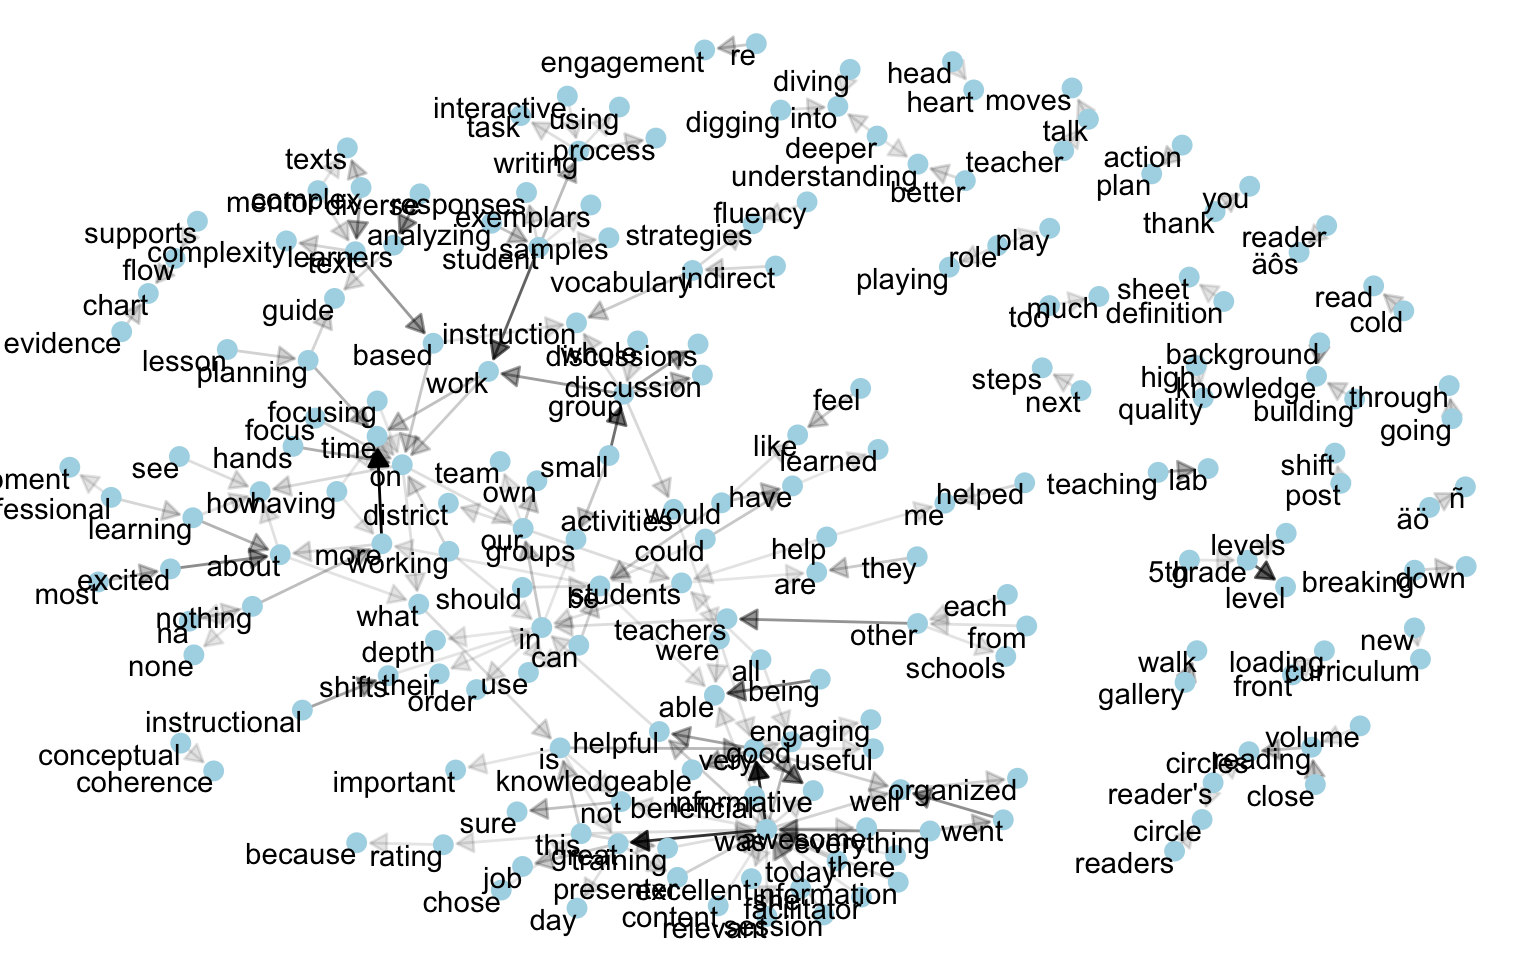 engagement
re
diving
head
heart
moves
interactive
task
using
digging
into
talk
writing
process
deeper
teacher
action
texts
understanding
better
plan
mentor
complex
diverse
responses
exemplars
fluency
you
thank
supports
complexity
learners
text
analyzing
student
samples
strategies
role
play
reader
äôs
flow
vocabulary
indirect
playing
chart
guide
too
much
sheet
definition
read
cold
evidence
lesson
planning
based
instruction
whole
discussions
work
discussion
group
background
high
knowledge
quality
building
through
going
steps
next
focusing
focus
time
feel
like
learned
see
hands
on
team
own
small
teaching
lab
shift
post
pment
fessional
learning
how
having
district
activities
would
have
me
helped
äö
ñ
our
groups
could
help
are
they
most
excited
about
more
working
levels
5th
grade
level
breaking
down
nothing
na
none
what
should
be
students
each
other
from
schools
in
can
teachers
were
new
curriculum
walk
gallery
loading
front
depth
shifts
their
order
use
all
being
able
instructional
conceptual
coherence
important
is
helpful
engaging
very
good
useful
knowledgeable
volume
circles
reading
reader's
close
circle
readers
sure
not
beneficial
informative
well
organized
went
because
rating
this
great
training
was
awesome
everything
job
chose
day
presenter
excellent
today
there
information
she
content
facilitator
relevant
session